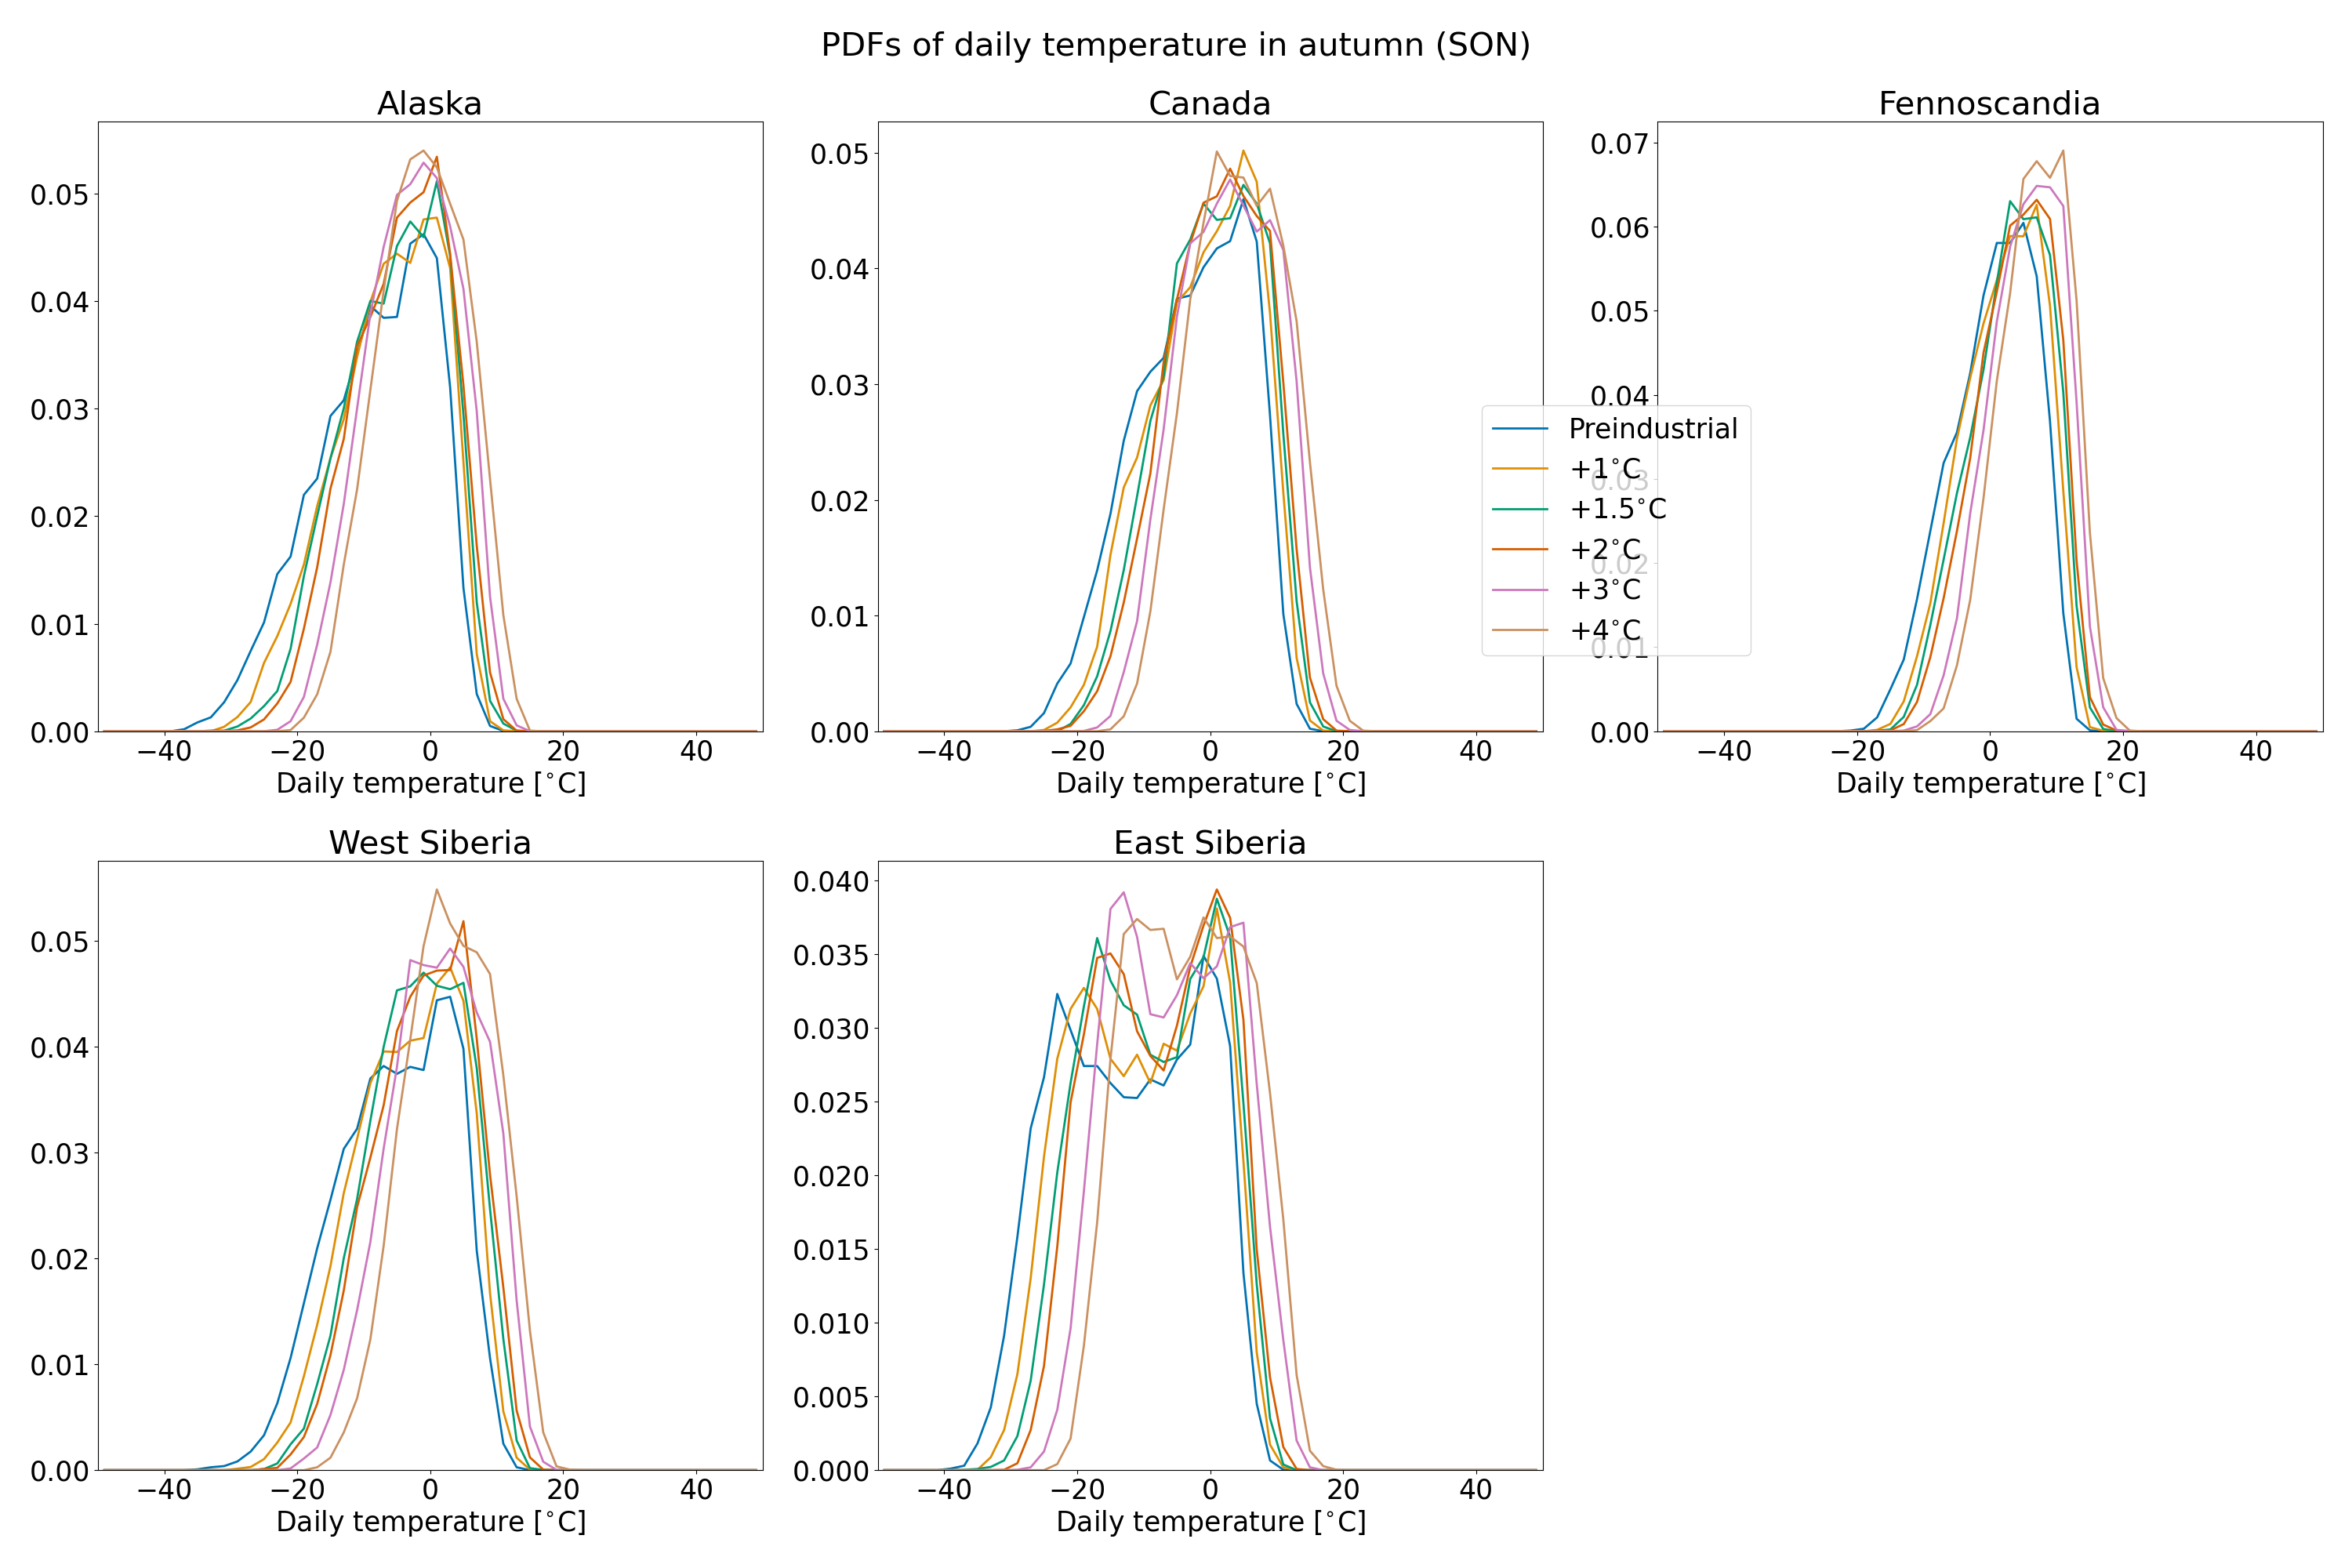 PDFs of daily temperature in autumn (SON)
Alaska
0.05
0.04
0.03
0.02
0.01
0.00
−40 −20 0 20 40
Daily temperature [°C]
Canada
0.05
0.04
0.03
0.02
0.01
0.00
−40 −20 0 20 40
Daily temperature [°C]
Fennoscandia
0.07
0.06
0.05
0.04
0.03
0.02
0.01
0.00
−40 −20 0 20 40
Daily temperature [°C]
Preindustrial
+1°C
+1.5°C
+2°C
+3°C
+4°C
West Siberia
0.05
0.04
0.03
0.02
0.01
0.00
−40 −20 0 20 40
Daily temperature [°C]
East Siberia
0.040
0.035
0.030
0.025
0.020
0.015
0.010
0.005
0.000
−40 −20 0 20 40
Daily temperature [°C]